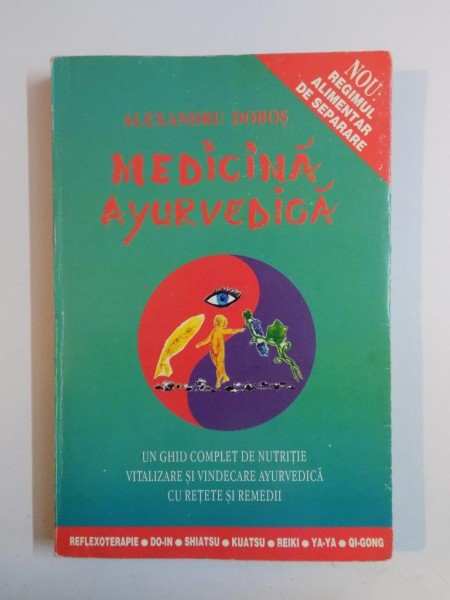 NOU:
REGIMUL
ALIMENTAR
DE SEPARARE
ALEXANDRU DOBOȘ
MEDICINĂ
AYURVEDICĂ
UN GHID COMPLET DE NUTRIȚIE
VITALIZARE ȘI VINDECARE AYURVEDICĂ
CU REȚETE ȘI REMEDII
REFLEXOTERAPIE ● DO-IN ● SHIATSU ● KUATSU ● REIKI ● YA-YA ● QI-GONG